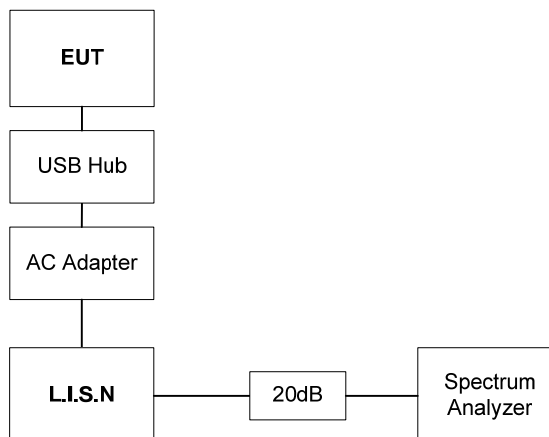 EUT
USB Hub
AC Adapter
L.I.S.N
20dB
Spectrum
Analyzer